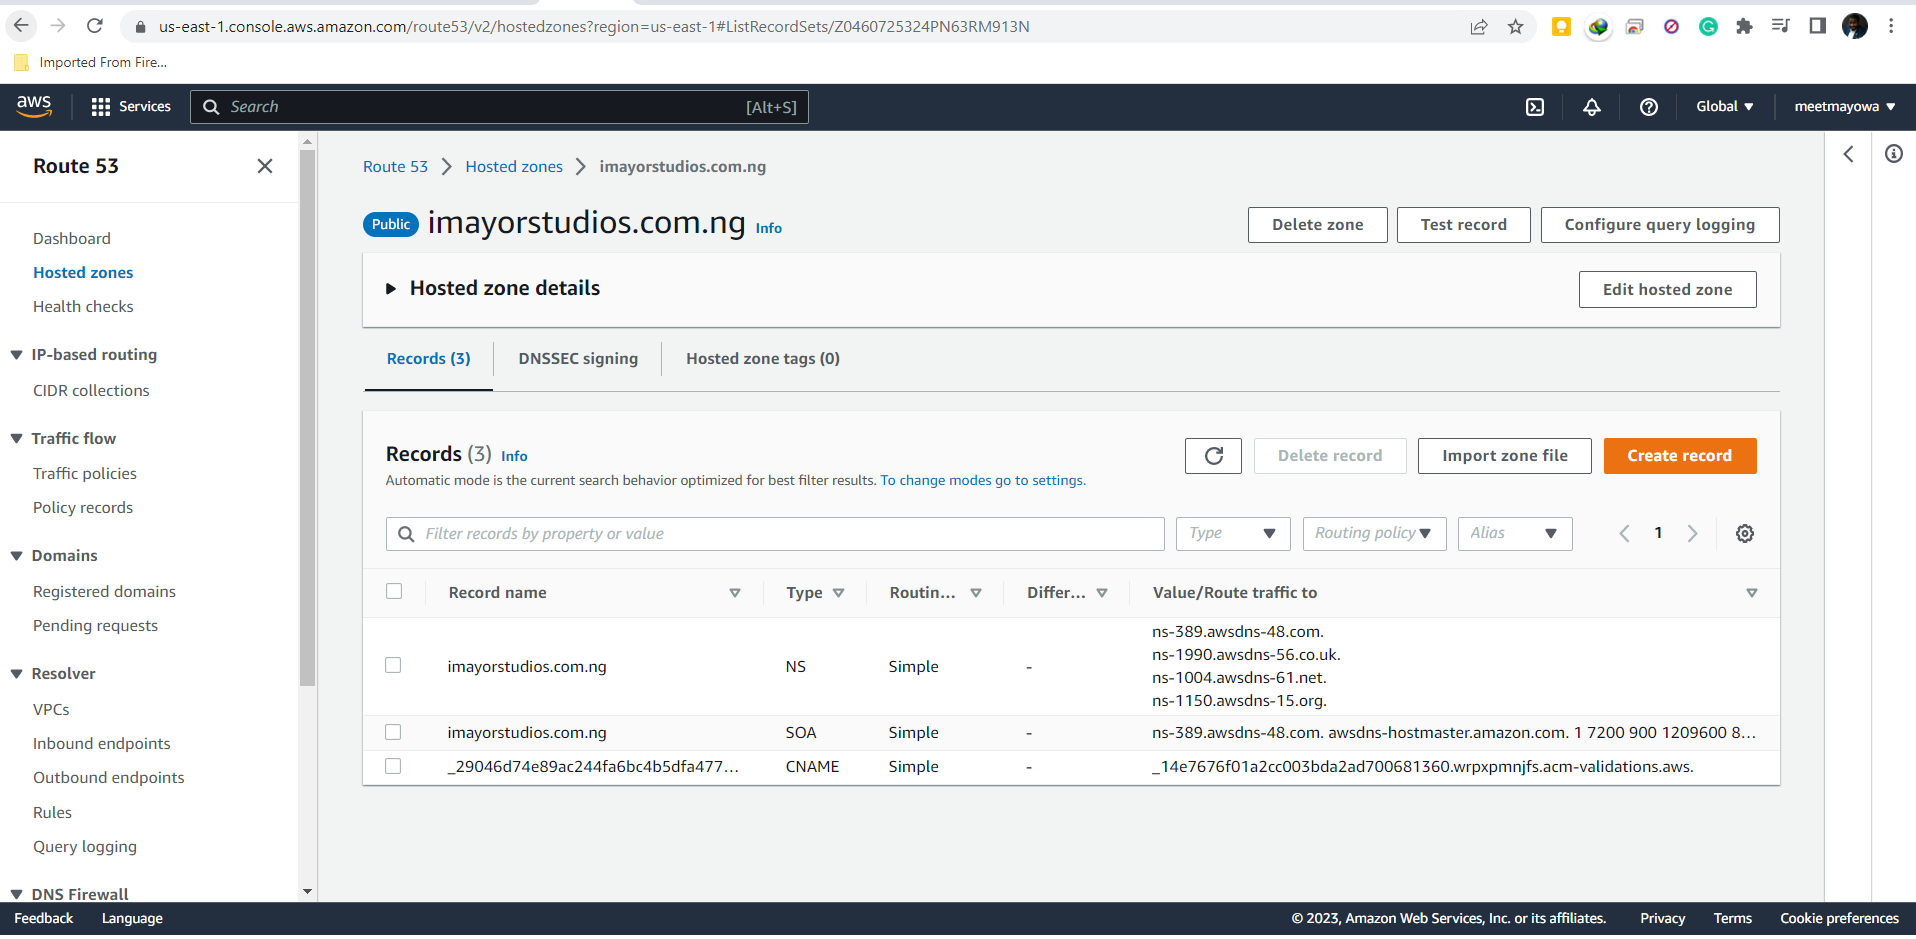 us-east-1.console.aws.amazon.com/route53/v2/hostedzones?region=us-east-1#ListRecordSets/Z0460725324PN63RM913N
Imported From Fire...
aws
Services
Search
[Alt+S]
Global
meetmayowa
Route 53
Dashboard
Hosted zones
Health checks
IP-based routing
CIDR collections
Traffic flow
Traffic policies
Policy records
Domains
Registered domains
Pending requests
Resolver
VPCs
Inbound endpoints
Outbound endpoints
Rules
Query logging
DNS Firewall
Route 53 Hosted zones imayorstudios.com.ng
Public imayorstudios.com.ng Info
Delete zone Test record Configure query logging
Hosted zone details
Edit hosted zone
Records (3) DNSSEC signing Hosted zone tags (0)
Records (3) Info
Automatic mode is the current search behavior optimized for best filter results. To change modes go to settings.
Delete record Import zone file Create record
Filter records by property or value
Type Routing policy Alias 1
Record name Type Routin... Differ... Value/Route traffic to
imayorstudios.com.ng NS Simple -
ns-389.awsdns-48.com.
ns-1990.awsdns-56.co.uk.
ns-1004.awsdns-61.net.
ns-1150.awsdns-15.org.
imayorstudios.com.ng SOA Simple - ns-389.awsdns-48.com. awsdns-hostmaster.amazon.com. 1 7200 900 1209600 8...
_29046d74e89ac244fa6bc4b5dfa477... CNAME Simple - _14e7676f01a2cc003bda2ad700681360.wrpxpmnjfs.acm-validations.aws.
Feedback Language
© 2023, Amazon Web Services, Inc. or its affiliates. Privacy Terms Cookie preferences